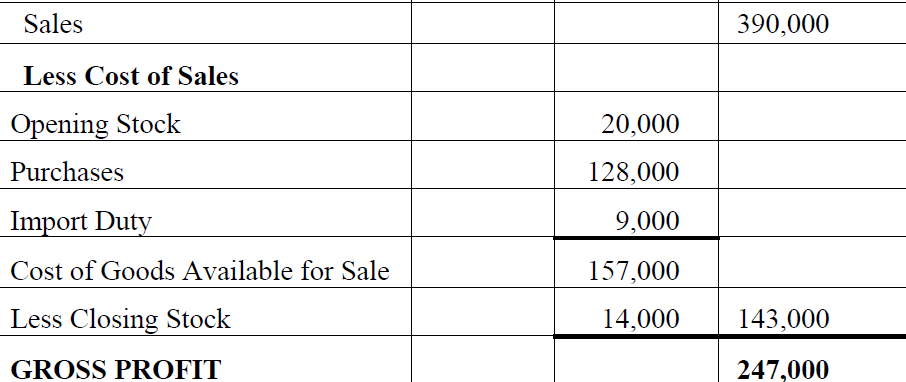 Sales 390,000
Less Cost of Sales
Opening Stock 20,000
Purchases 128,000
Import Duty 9,000
Cost of Goods Available for Sale 157,000
Less Closing Stock 14,000 143,000
GROSS PROFIT 247,000